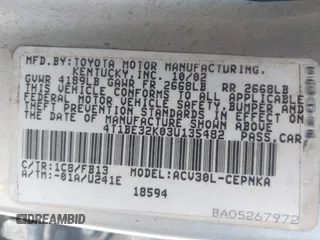 MFD.BY:TOYOTA MOTOR MANUFACTURING,
KENTUCKY, INC. 10/02
GVWR 4189LB GAWR FR 2668LB RR 2668LB
THIS VEHICLE CONFORMS TO ALL APPLICABLE
FEDERAL MOTOR VEHICLE SAFETY, BUMPER, AND
THEFT PREVENTION STANDARDS IN EFFECT ON
THE DATE OF MANUFACTURE SHOWN ABOVE.
4T1BE32K03U135482 PASS.CAR
C/TR:1C8/FB13 MODEL:ACV30L-CEPNKA
A/TM:-01A/U241E
18594
BA05267972